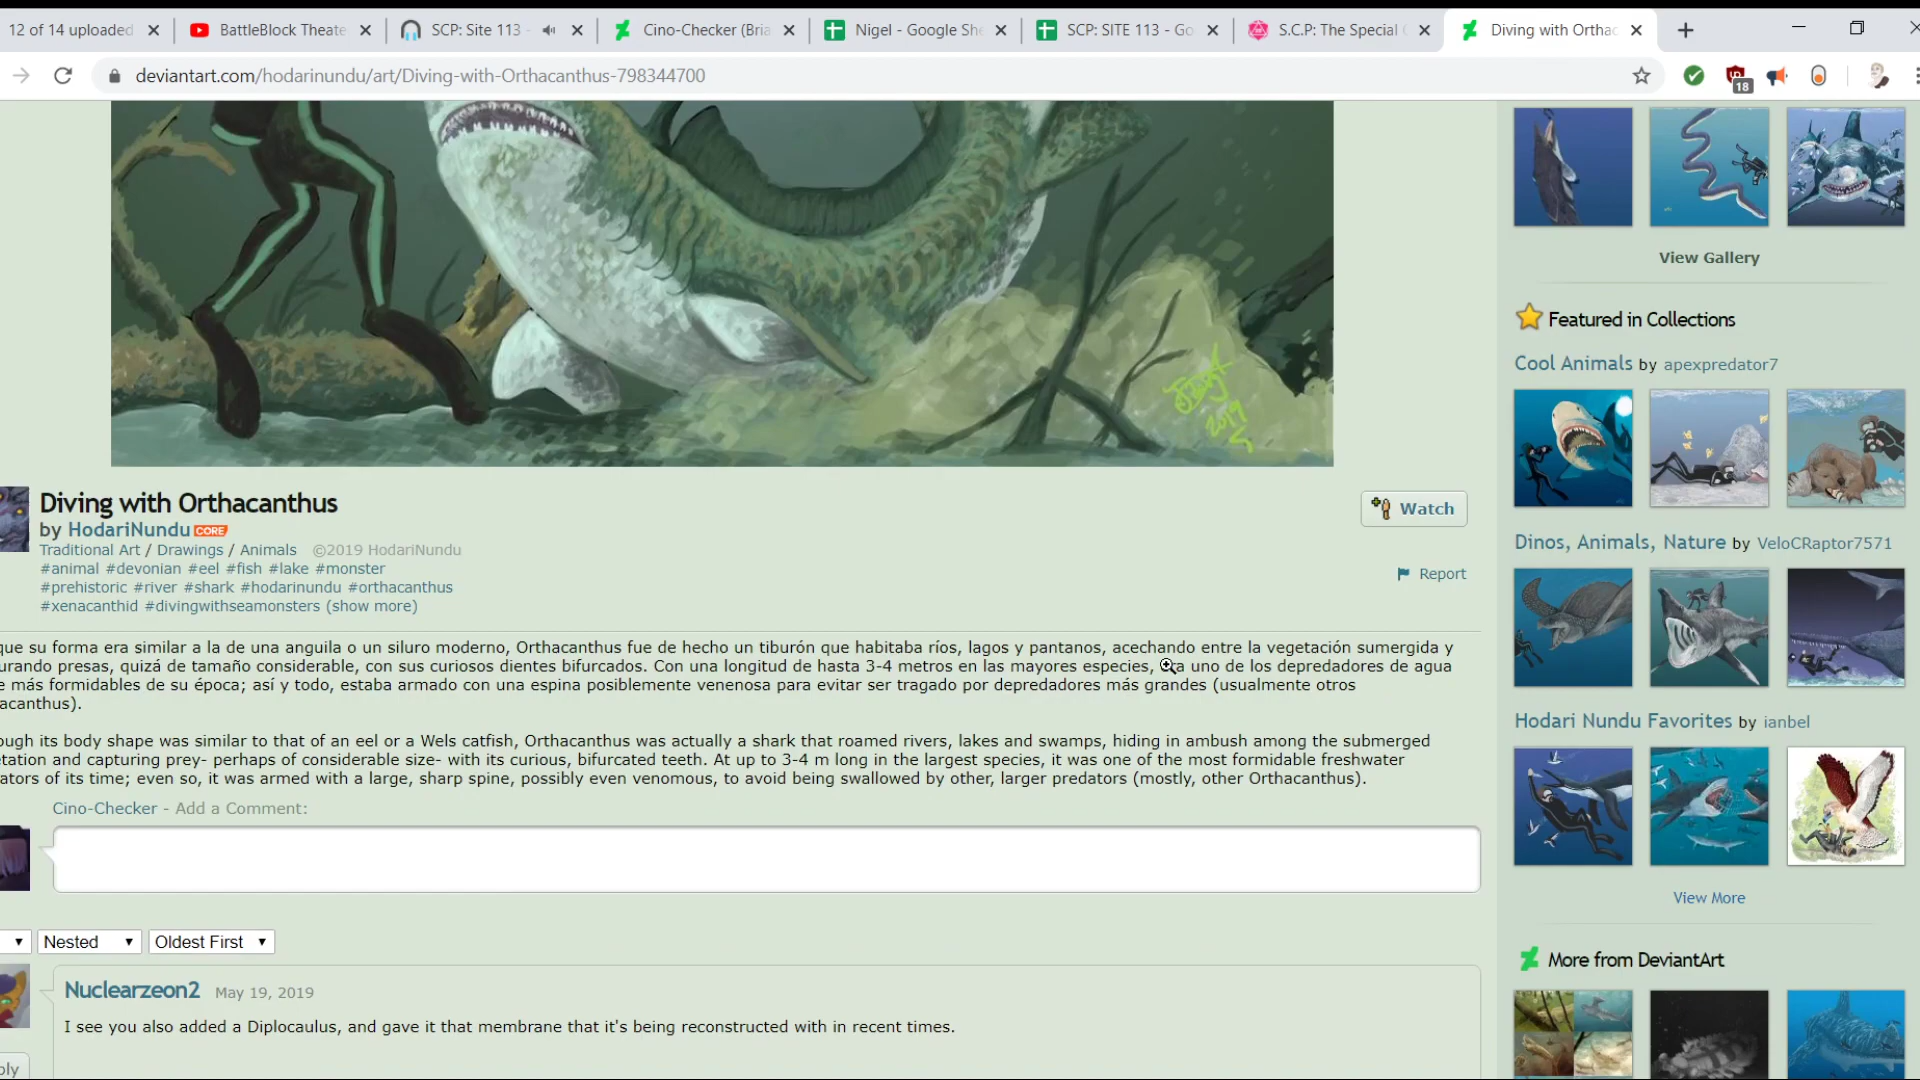 12 of 14 uploaded
BattleBlock Theate
SCP: Site 113 -
Cino-Checker (Bria
Nigel - Google She
SCP: SITE 113 - Go
S.C.P: The Special C
Diving with Orthac
deviantart.com/hodarinundu/art/Diving-with-Orthacanthus-798344700
18
2017
View Gallery
Featured in Collections
Cool Animals by apexpredator7
Dinos, Animals, Nature by VeloCRaptor7571
Hodari Nundu Favorites by ianbel
View More
More from DeviantArt
Diving with Orthacanthus
by HodariNundu CORE
Traditional Art / Drawings / Animals ©2019 HodariNundu
#animal #devonian #eel #fish #lake #monster
#prehistoric #river #shark #hodarinundu #orthacanthus
#xenacanthid #divingwithseamonsters (show more)
Watch
Report
que su forma era similar a la de una anguila o un siluro moderno, Orthacanthus fue de hecho un tiburón que habitaba ríos, lagos y pantanos, acechando entre la vegetación sumergida y
urando presas, quizá de tamaño considerable, con sus curiosos dientes bifurcados. Con una longitud de hasta 3-4 metros en las mayores especies, era uno de los depredadores de agua
e más formidables de su época; así y todo, estaba armado con una espina posiblemente venenosa para evitar ser tragado por depredadores más grandes (usualmente otros
acanthus).
ough its body shape was similar to that of an eel or a Wels catfish, Orthacanthus was actually a shark that roamed rivers, lakes and swamps, hiding in ambush among the submerged
etation and capturing prey- perhaps of considerable size- with its curious, bifurcated teeth. At up to 3-4 m long in the largest species, it was one of the most formidable freshwater
ators of its time; even so, it was armed with a large, sharp spine, possibly even venomous, to avoid being swallowed by other, larger predators (mostly, other Orthacanthus).
Cino-Checker - Add a Comment:
Nested
Oldest First
Nuclearzeon2 May 19, 2019
I see you also added a Diplocaulus, and gave it that membrane that it's being reconstructed with in recent times.
ply